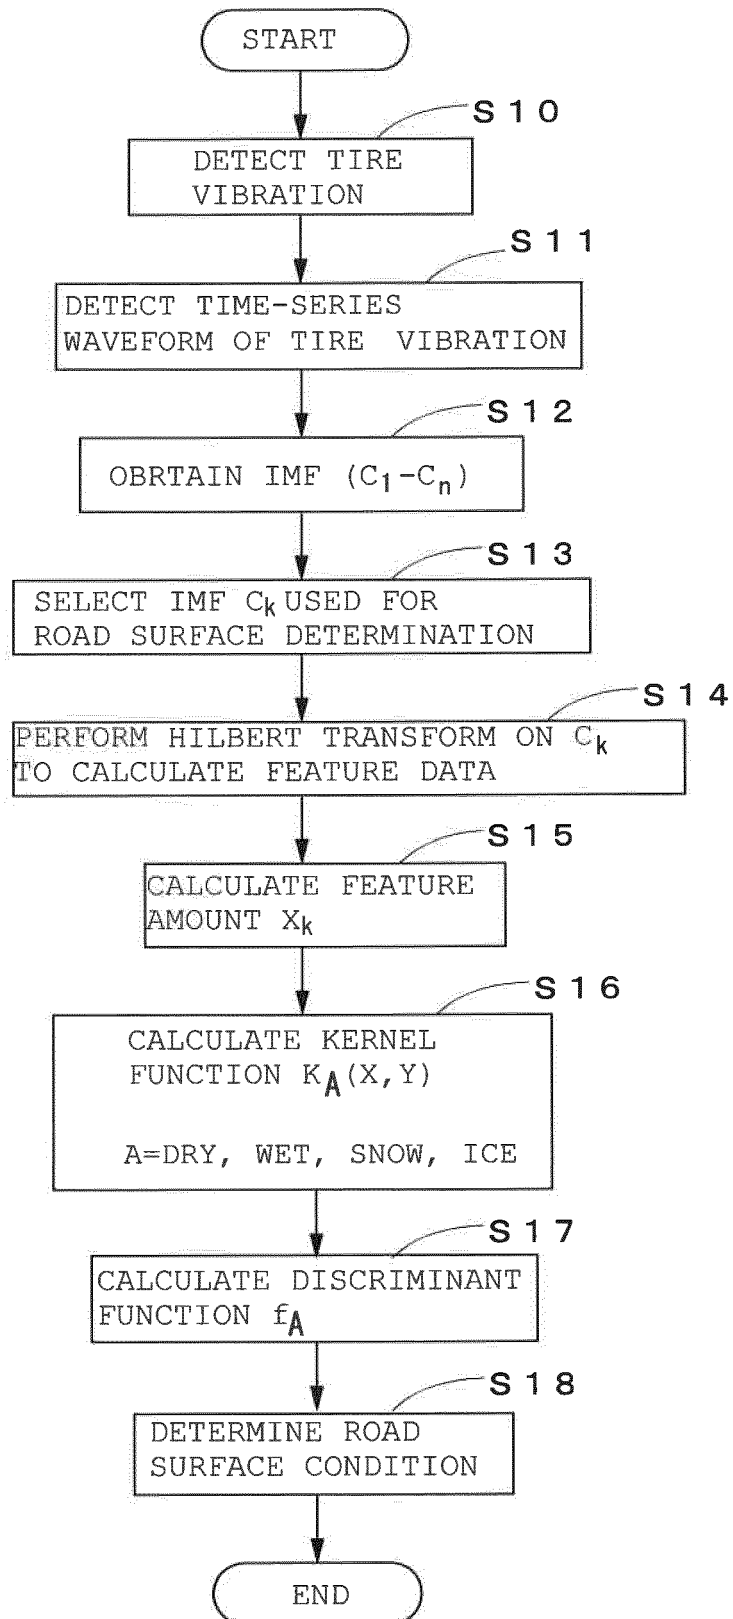 START
S10
DETECT TIRE
VIBRATION
S11
DETECT TIME-SERIES
WAVEFORM OF TIRE VIBRATION
S12
OBRTAIN IMF (C1-Cn)
S13
SELECT IMF Ck USED FOR
ROAD SURFACE DETERMINATION
S14
PERFORM HILBERT TRANSFORM ON Ck
TO CALCULATE FEATURE DATA
S15
CALCULATE FEATURE
AMOUNT Xk
S16
CALCULATE KERNEL
FUNCTION KA(X,Y)
A=DRY, WET, SNOW, ICE
S17
CALCULATE DISCRIMINANT
FUNCTION fA
S18
DETERMINE ROAD
SURFACE CONDITION
END